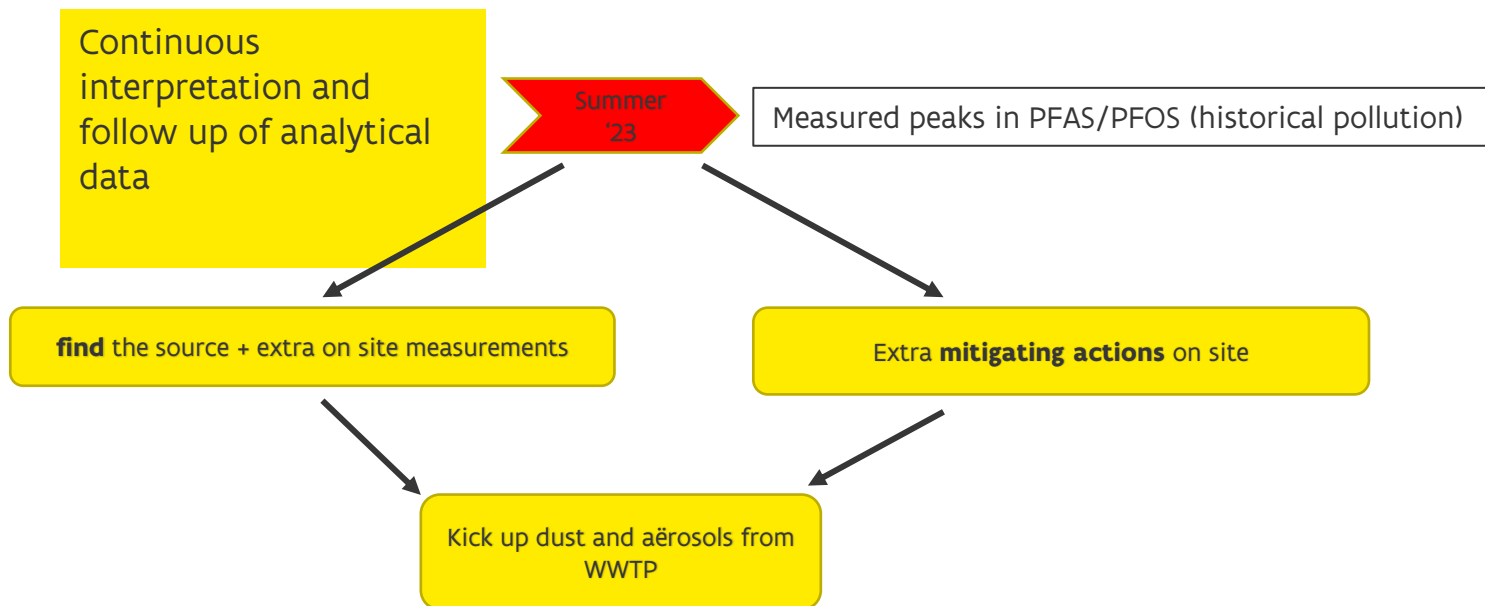 Continuous
interpretation and
follow up of analytical
data
Summer
‘23
Measured peaks in PFAS/PFOS (historical pollution)
find the source + extra on site measurements
Extra mitigating actions on site
Kick up dust and aërosols from
WWTP